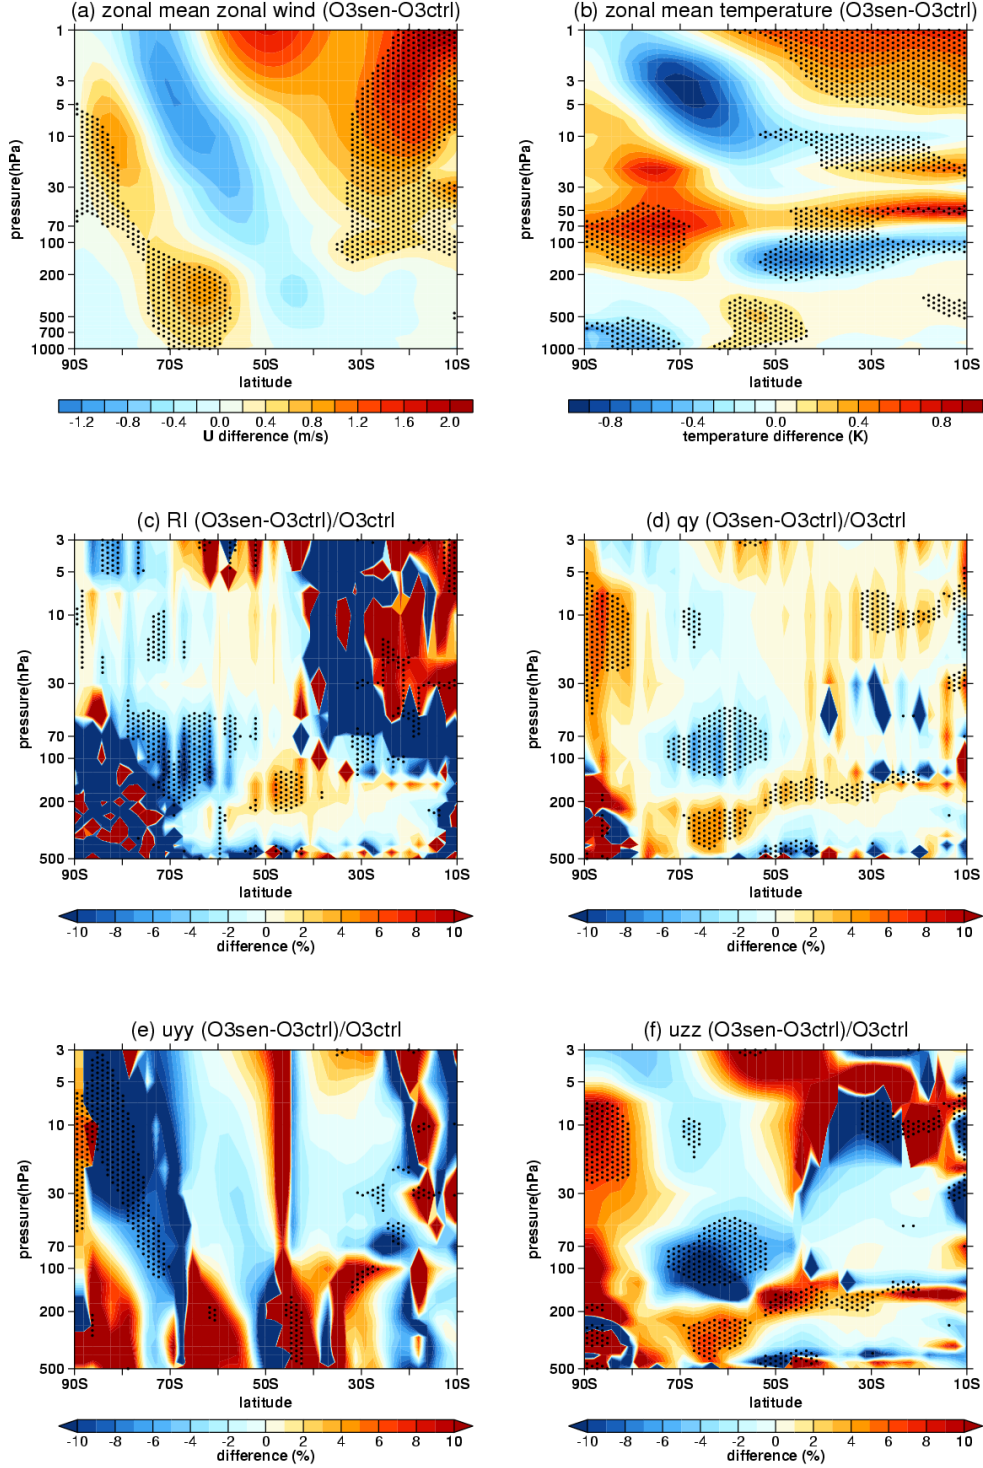 (a) zonal mean zonal wind (O3sen-O3ctrl)
1
3
5
10
30
50
70
100
200
500
700
1000
pressure(hPa)
90S 70S 50S 30S 10S
latitude
-1.2 -0.8 -0.4 0.0 0.4 0.8 1.2 1.6 2.0
U difference (m/s)
(b) zonal mean temperature (O3sen-O3ctrl)
1
3
5
10
30
50
70
100
200
500
1000
pressure(hPa)
90S 70S 50S 30S 10S
latitude
-0.8 -0.4 0.0 0.4 0.8
temperature difference (K)
(c) RI (O3sen-O3ctrl)/O3ctrl
3
5
10
30
70
100
200
500
pressure(hPa)
90S 70S 50S 30S 10S
latitude
-10 -8 -6 -4 -2 0 2 4 6 8 10
difference (%)
(d) qy (O3sen-O3ctrl)/O3ctrl
3
5
10
30
70
100
200
500
pressure(hPa)
90S 70S 50S 30S 10S
latitude
-10 -8 -6 -4 -2 0 2 4 6 8 10
difference (%)
(e) uyy (O3sen-O3ctrl)/O3ctrl
3
5
10
30
70
100
200
500
pressure(hPa)
90S 70S 50S 30S 10S
latitude
-10 -8 -6 -4 -2 0 2 4 6 8 10
difference (%)
(f) uzz (O3sen-O3ctrl)/O3ctrl
3
5
10
30
70
100
200
500
pressure(hPa)
90S 70S 50S 30S 10S
latitude
-10 -8 -6 -4 -2 0 2 4 6 8 10
difference (%)